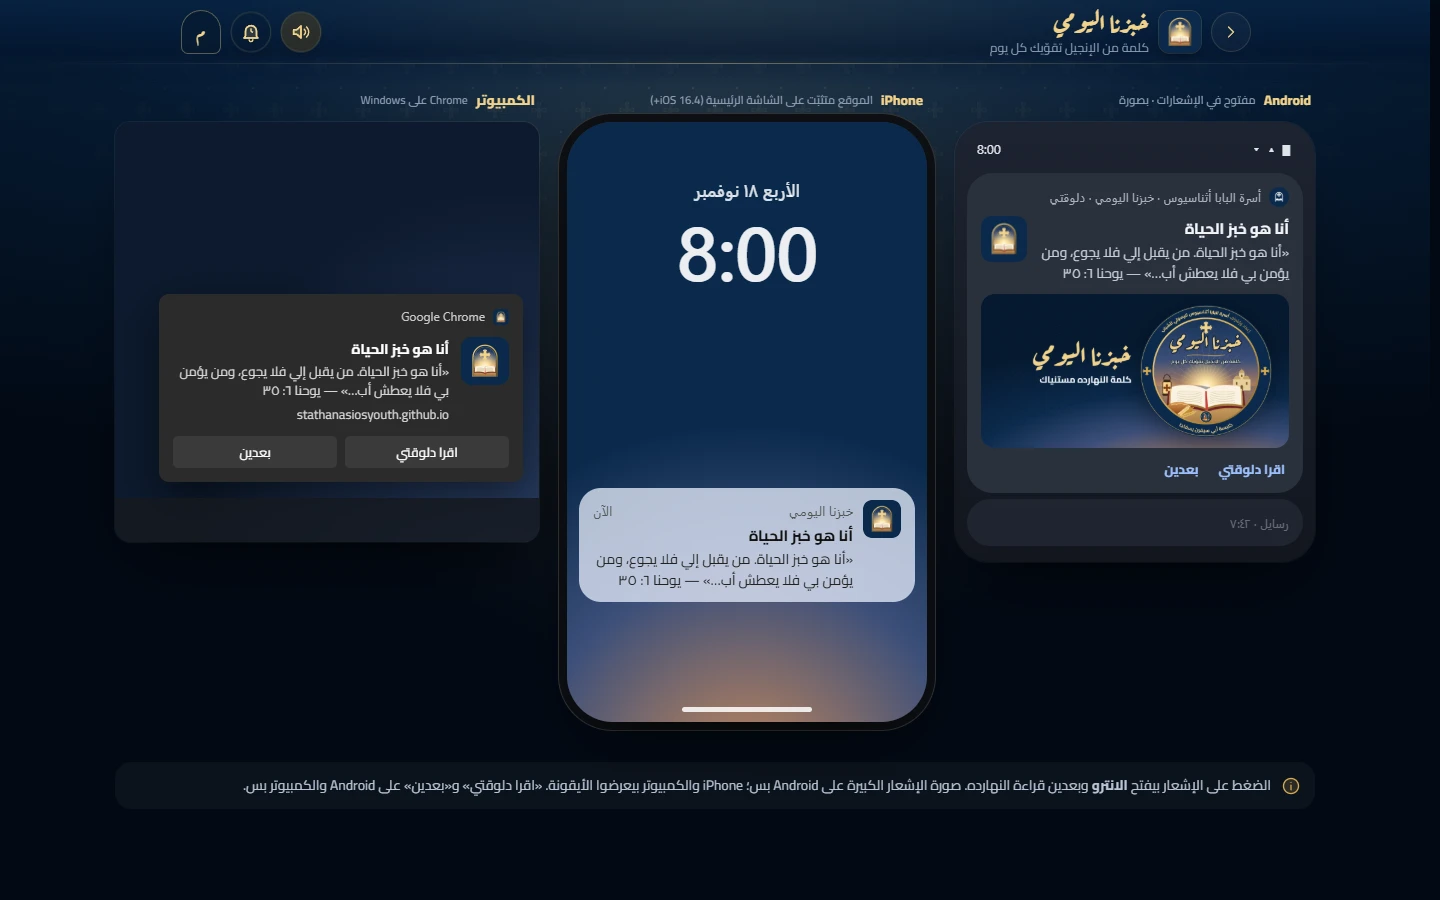 خبزنا اليومي
كلمة من الإنجيل تقوّيك كل يوم
م
Android مفتوح في الإشعارات · بصورة
8:00
أسرة البابا أثناسيوس · خبزنا اليومي · دلوقتي
أنا هو خبز الحياة
«أنا هو خبز الحياة. من يقبل إلي فلا يجوع، ومن
يؤمن بي فلا يعطش أب…» — يوحنا ٦: ٣٥
خبزنا اليومي
كلمة النهارده مستنياك
خبزنا اليومي
اقرا دلوقتي
بعدين
رسايل · ٧:٤٢
iPhone الموقع متثبّت على الشاشة الرئيسية (iOS 16.4+)
الأربع ١٨ نوفمبر
8:00
خبزنا اليومي
الآن
أنا هو خبز الحياة
«أنا هو خبز الحياة. من يقبل إلي فلا يجوع، ومن
يؤمن بي فلا يعطش أب…» — يوحنا ٦: ٣٥
الكمبيوتر Chrome على Windows
Google Chrome
أنا هو خبز الحياة
«أنا هو خبز الحياة. من يقبل إلي فلا يجوع، ومن يؤمن
بي فلا يعطش أب…» — يوحنا ٦: ٣٥
stathanasiosyouth.github.io
اقرا دلوقتي
بعدين
الضغط على الإشعار بيفتح الانترو وبعدين قراءة النهارده. صورة الإشعار الكبيرة على Android بس؛ iPhone والكمبيوتر بيعرضوا الأيقونة. «اقرا دلوقتي» و«بعدين» على Android والكمبيوتر بس.